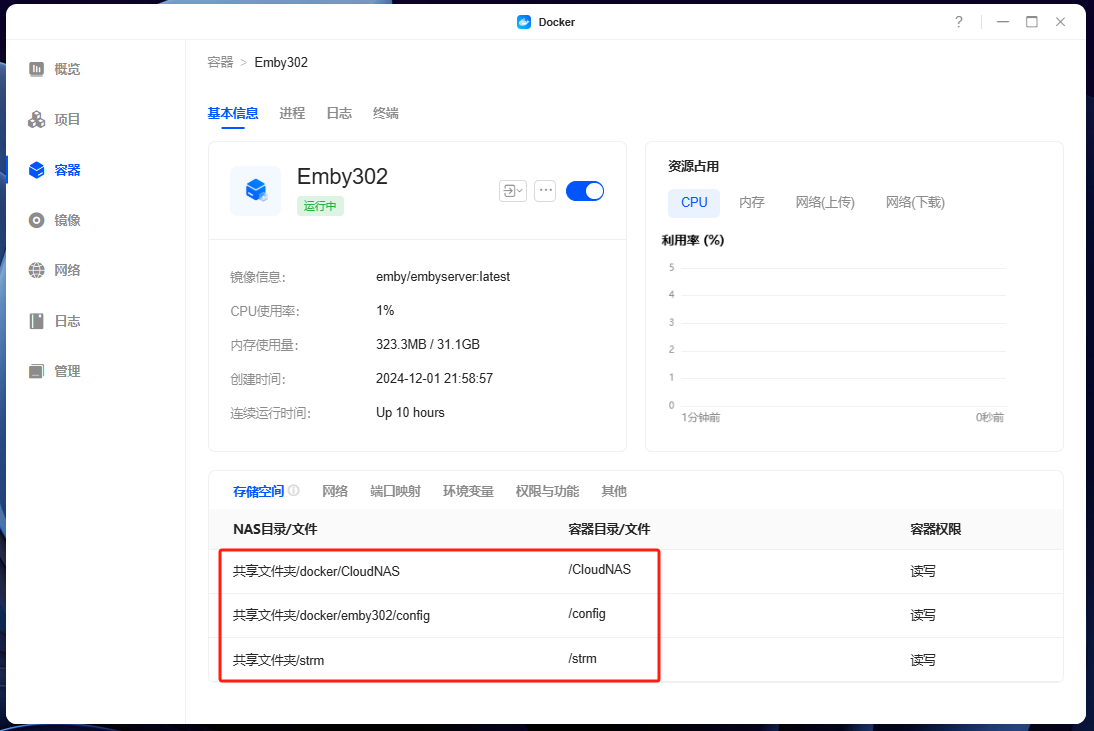 Docker
?
概览
项目
容器
镜像
网络
日志
管理
容器 > Emby302
基本信息 进程 日志 终端
Emby302
运行中
镜像信息: emby/embyserver:latest
CPU使用率: 1%
内存使用量: 323.3MB / 31.1GB
创建时间: 2024-12-01 21:58:57
连续运行时间: Up 10 hours
资源占用
CPU 内存 网络(上传) 网络(下载)
利用率 (%)
5
4
3
2
1
0
1分钟前 0秒前
存储空间 网络 端口映射 环境变量 权限与功能 其他
NAS目录/文件 容器目录/文件 容器权限
共享文件夹/docker/CloudNAS /CloudNAS 读写
共享文件夹/docker/emby302/config /config 读写
共享文件夹/strm /strm 读写